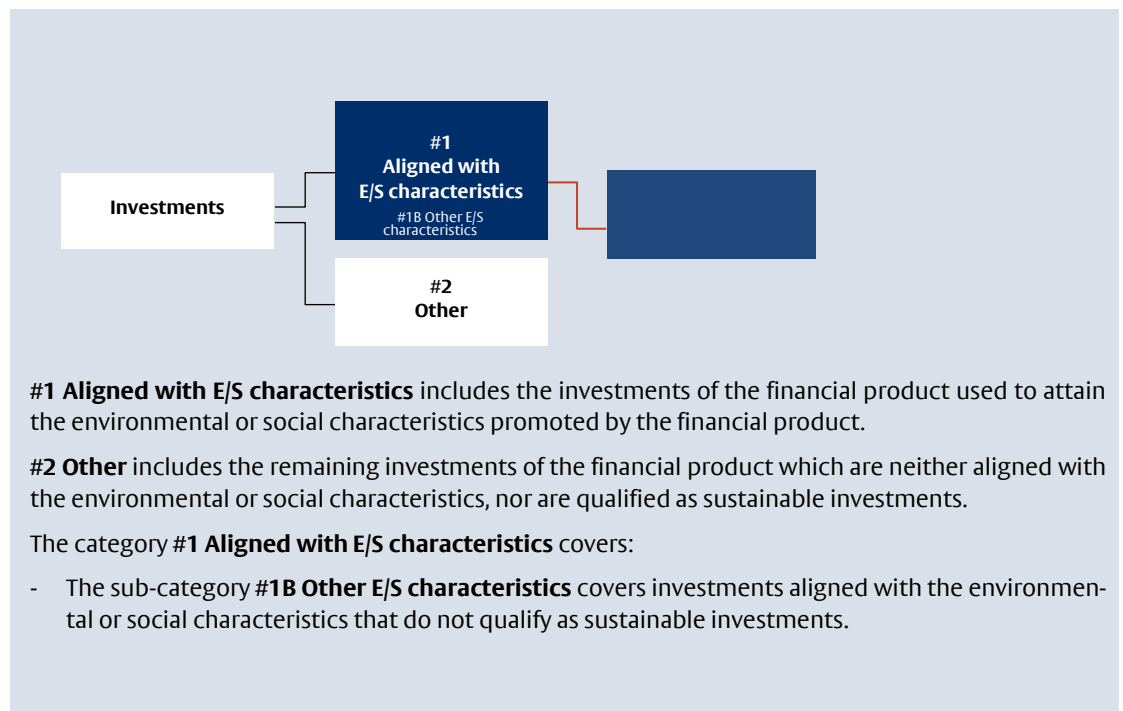 Investments
#1
Aligned with
E/S characteristics
#1B Other E/S
characteristics
#2
Other
#1 Aligned with E/S characteristics includes the investments of the financial product used to attain
the environmental or social characteristics promoted by the financial product.
#2 Other includes the remaining investments of the financial product which are neither aligned with
the environmental or social characteristics, nor are qualified as sustainable investments.
The category #1 Aligned with E/S characteristics covers:
- The sub-category #1B Other E/S characteristics covers investments aligned with the environmen-
tal or social characteristics that do not qualify as sustainable investments.